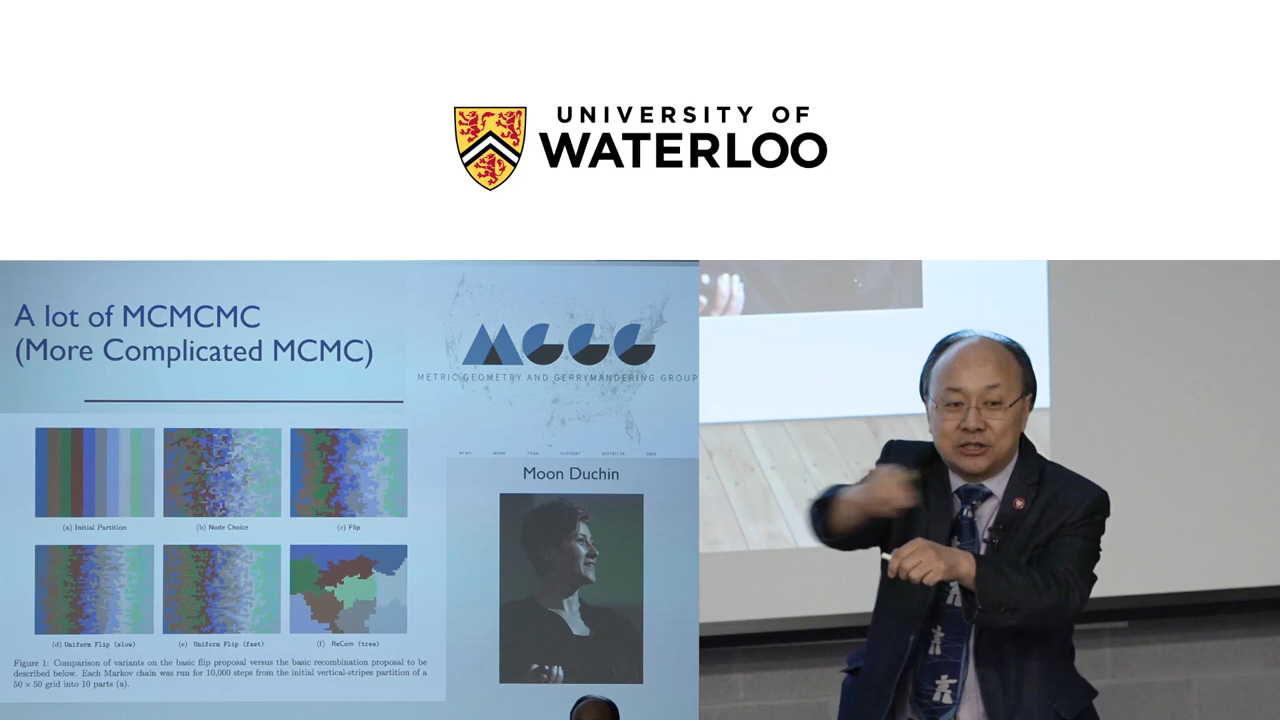 UNIVERSITY OF
WATERLOO
A lot of MCMCMC
(More Complicated MCMC)
MGGG
METRIC GEOMETRY AND GERRYMANDERING GROUP
Moon Duchin
(a) Initial Partition
(b) Node Choice
(c) Flip
(d) Uniform Flip (slow)
(e) Uniform Flip (fast)
(f) ReCom (tree)
Figure 1: Comparison of variants on the basic flip proposal versus the basic recombination proposal to be
described below. Each Markov chain was run for 10,000 steps from the initial vertical-stripes partition of a
50 × 50 grid into 10 parts (a).